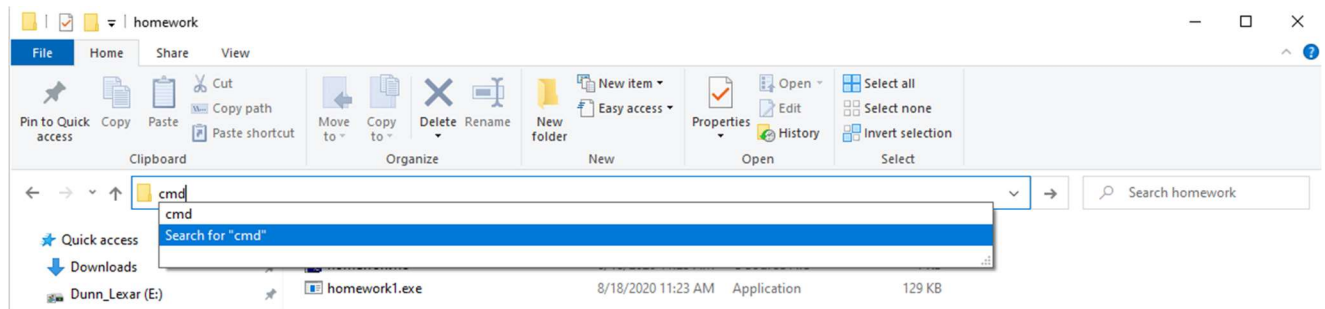 homework
File Home Share View
Pin to Quick access
Copy
Paste
Cut
Copy path
Paste shortcut
Clipboard
Move to
Copy to
Delete
Rename
Organize
New folder
New item
Easy access
New
Properties
Open
Edit
History
Open
Select all
Select none
Invert selection
Select
cmd
Search homework
cmd
Search for "cmd"
Quick access
Downloads
Dunn_Lexar (E:)
homework1.exe 8/18/2020 11:23 AM Application 129 KB